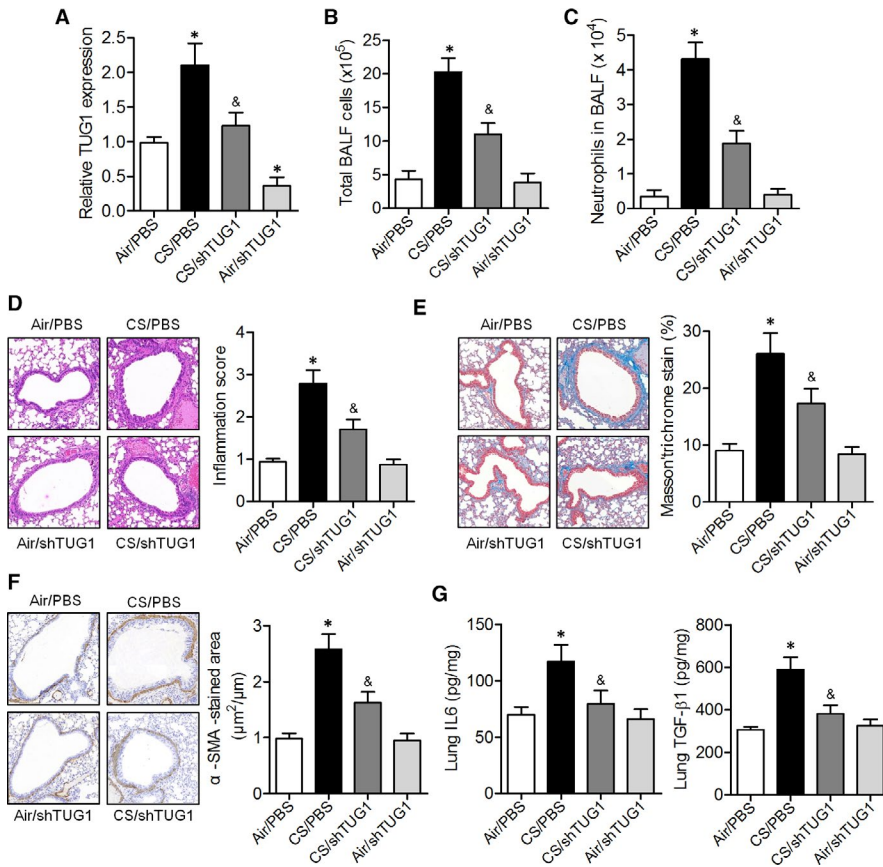 A
Relative TUG1 expression
2.5
2.0
1.5
1.0
0.5
0.0
*
&
*
Air/PBS
CS/PBS
CS/shTUG1
Air/shTUG1
B
Total BALF cells (x10⁵)
25
20
15
10
5
0
*
&
Air/PBS
CS/PBS
CS/shTUG1
Air/shTUG1
C
Neutrophils in BALF (x 10⁴)
5
4
2
1
0
*
&
Air/PBS
CS/PBS
CS/shTUG1
Air/shTUG1
D
Air/PBS CS/PBS
Air/shTUG1 CS/shTUG1
Inflammation score
4
3
2
1
0
*
&
Air/PBS
CS/PBS
CS/shTUG1
Air/shTUG1
E
Air/PBS CS/PBS
Air/shTUG1 CS/shTUG1
Masson'trichrome stain (%)
30
20
10
0
*
&
Air/PBS
CS/PBS
CS/shTUG1
Air/shTUG1
F
Air/PBS CS/PBS
Air/shTUG1 CS/shTUG1
α -SMA -stained area
(μm²/μm)
3
2
1
0
*
&
Air/PBS
CS/PBS
CS/shTUG1
Air/shTUG1
G
Lung IL6 (pg/mg)
150
100
50
0
*
&
Air/PBS
CS/PBS
CS/shTUG1
Air/shTUG1
Lung TGF-β1 (pg/mg)
800
600
400
200
0
*
&
Air/PBS
CS/PBS
CS/shTUG1
Air/shTUG1